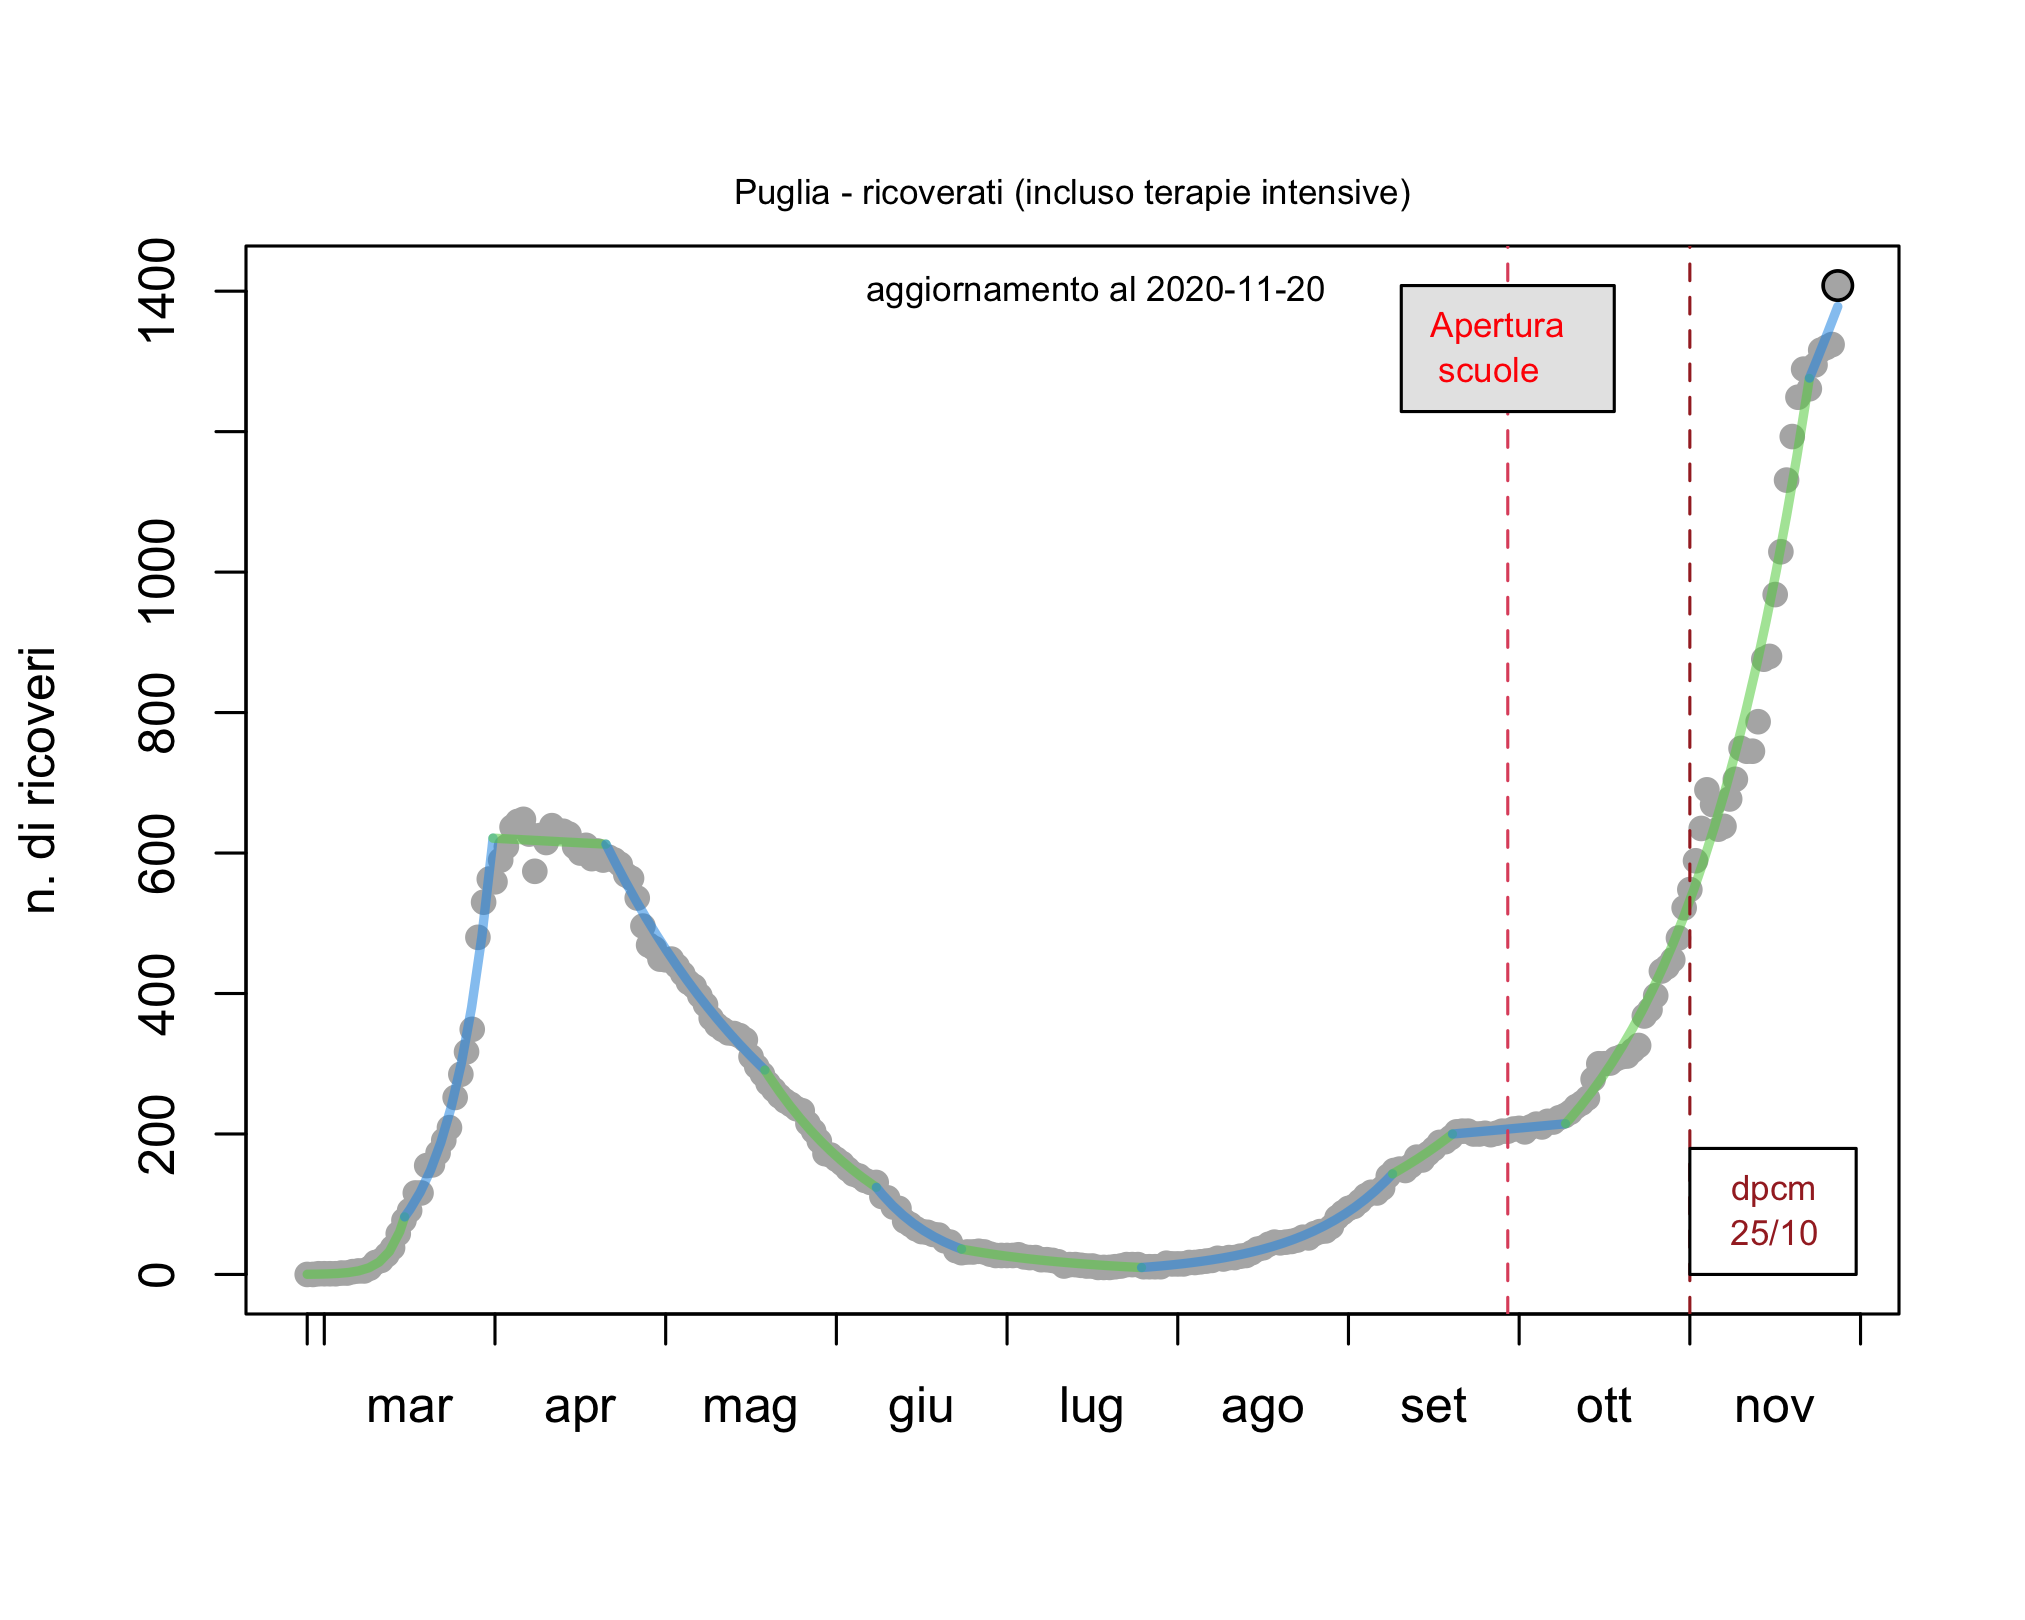 Puglia - ricoverati (incluso terapie intensive)
aggiornamento al 2020-11-20
Apertura
scuole
dpcm
25/10
n. di ricoveri
1400
1000
800
600
400
200
0
mar apr mag giu lug ago set ott nov